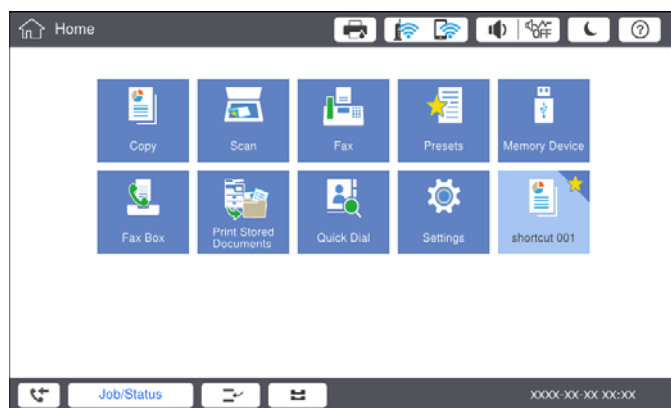 Home
OFF
Copy
Scan
Fax
Presets
Memory Device
Fax Box
Print Stored
Documents
Quick Dial
Settings
shortcut 001
Job/Status
XXXX-XX-XX XX:XX